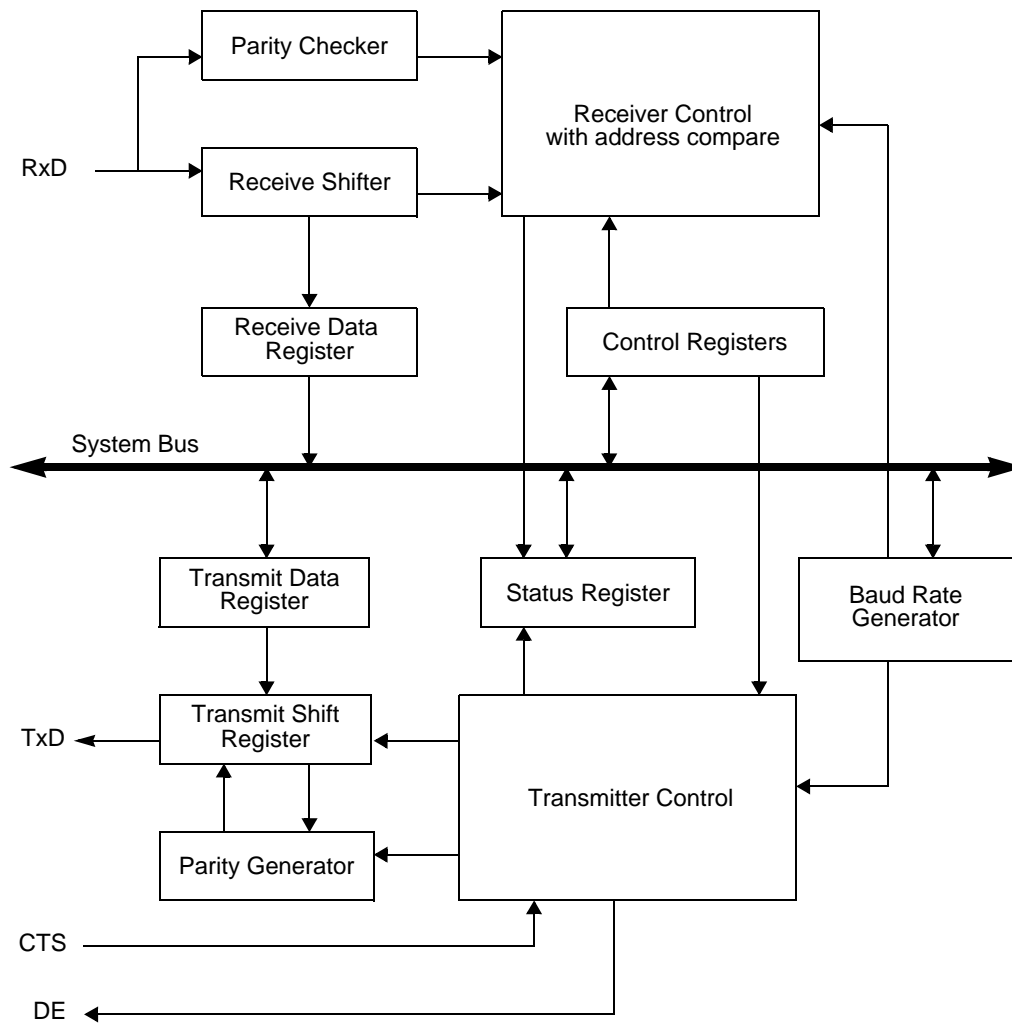 Parity Checker
Receiver Control
with address compare
RxD
Receive Shifter
Receive Data
Register
Control Registers
System Bus
Transmit Data
Register
Status Register
Baud Rate
Generator
Transmit Shift
Register
TxD
Transmitter Control
Parity Generator
CTS
DE